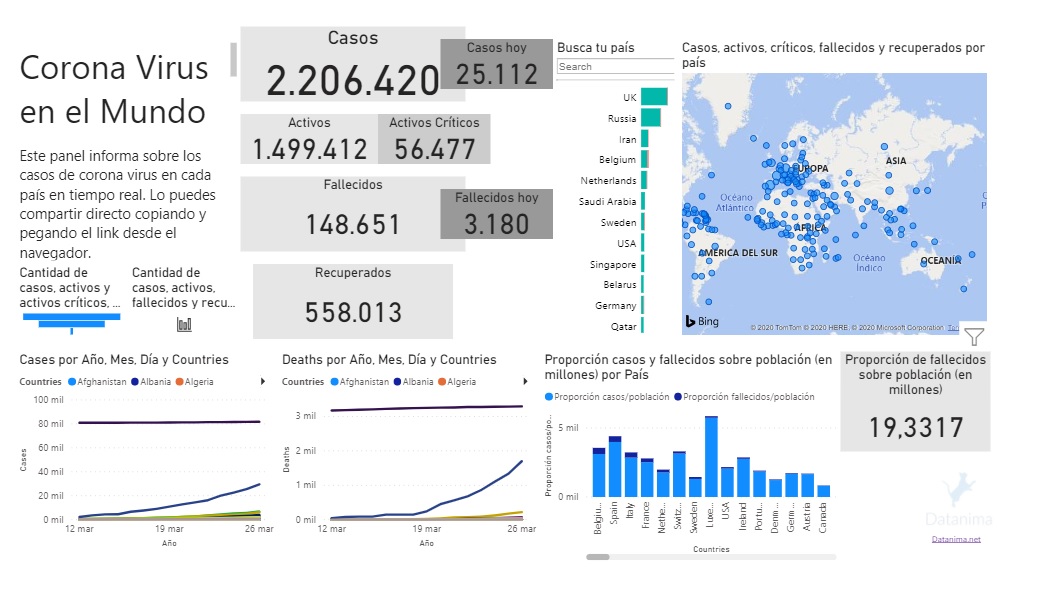 Corona Virus
en el Mundo
Este panel informa sobre los
casos de corona virus en cada
país en tiempo real. Lo puedes
compartir directo copiando y
pegando el link desde el
navegador.
Cantidad de
casos, activos y
activos críticos, ...
Cantidad de
casos, activos,
fallecidos y recu...
Casos
2.206.420
Casos hoy
25.112
Activos
1.499.412
Activos Críticos
56.477
Fallecidos
148.651
Fallecidos hoy
3.180
Recuperados
558.013
Busca tu país
Search
UK
Russia
Iran
Belgium
Netherlands
Saudi Arabia
Sweden
USA
Singapore
Belarus
Germany
Qatar
Casos, activos, críticos, fallecidos y recuperados por
país
EUROPA
ASIA
Océano
Atlántico
ÁFRICA
AMÉRICA DEL SUR
Océano
Índico
OCEANÍA
Bing
© 2020 TomTom © 2020 HERE, © 2020 Microsoft Corporation
Cases por Año, Mes, Día y Countries
Countries Afghanistan Albania Algeria
100 mil
80 mil
60 mil
40 mil
20 mil
0 mil
Cases
12 mar 19 mar 26 mar
Año
Deaths por Año, Mes, Día y Countries
Countries Afghanistan Albania Algeria
3 mil
2 mil
1 mil
0 mil
Deaths
12 mar 19 mar 26 mar
Año
Proporción casos y fallecidos sobre población (en
millones) por País
Proporción casos/población Proporción fallecidos/población
Proporción casos/po...
5 mil
0 mil
Belgiu...
Spain
Italy
France
Nethe...
Switz...
Sweden
Luxe...
USA
Ireland
Portu...
Denm...
Germ...
Austria
Canada
Countries
Proporción de fallecidos
sobre población (en
millones)
19,3317
Datanima
Datanima.net